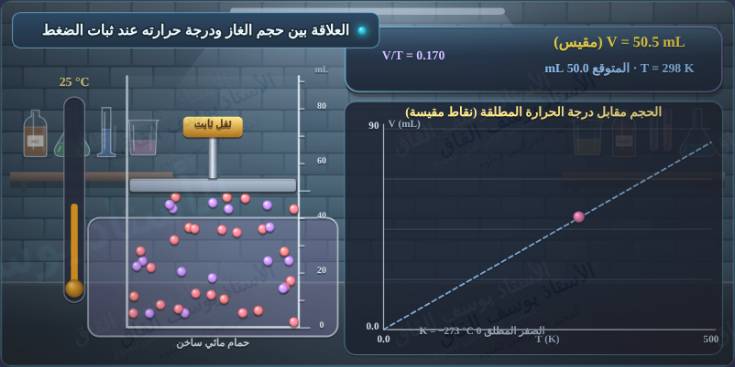 العلاقة بين حجم الغاز ودرجة حرارته عند ثبات الضغط
V = 50.5 mL (مقيس)
V/T = 0.170
T = 298 K · المتوقع 50.0 mL
25 °C
mL
80
60
40
20
0
ثقل ثابت
حمام مائي ساخن
الحجم مقابل درجة الحرارة المطلقة (نقاط مقيسة)
90
V (mL)
0.0
0.0
الصفر المطلق 0 K = −273 °C
T (K)
500